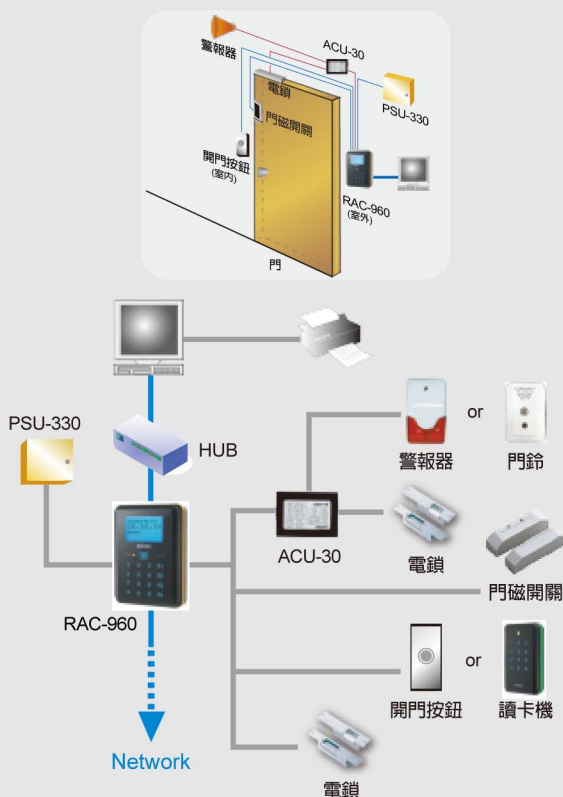 警報器
ACU-30
電鎖
PSU-330
門磁開關
開門按鈕
(室內)
RAC-960
(室外)
門
PSU-330
HUB
警報器
or
門鈴
ACU-30
電鎖
門磁開關
RAC-960
開門按鈕
or
讀卡機
Network
電鎖